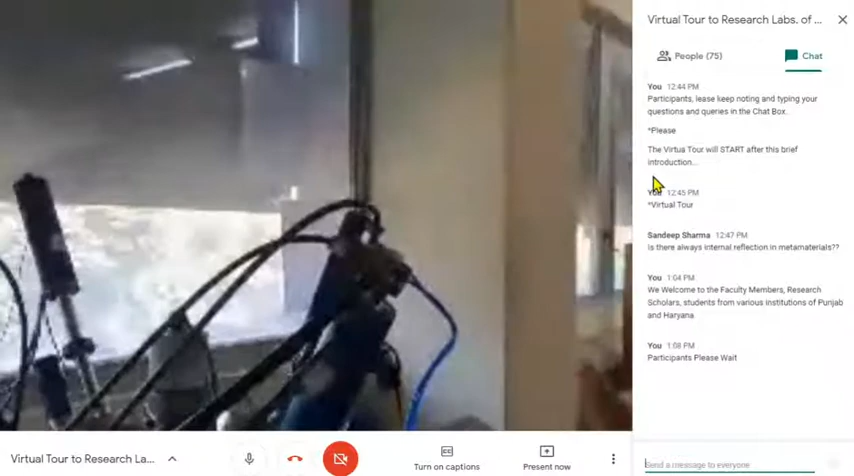 Virtual Tour to Research Labs. of ...
People (75)
Chat
You 12:44 PM
Participants, lease keep noting and typing your
questions and queries in the Chat Box.
*Please
The Virtua Tour will START after this brief
introduction...
You 12:45 PM
*Virtual Tour
Sandeep Sharma 12:47 PM
Is there always internal reflection in metamaterials??
You 1:04 PM
We Welcome to the Faculty Members, Research
Scholars, students from various institutions of Punjab
and Haryana
You 1:08 PM
Participants Please Wait
Send a message to everyone
Virtual Tour to Research La...
Turn on captions
Present now